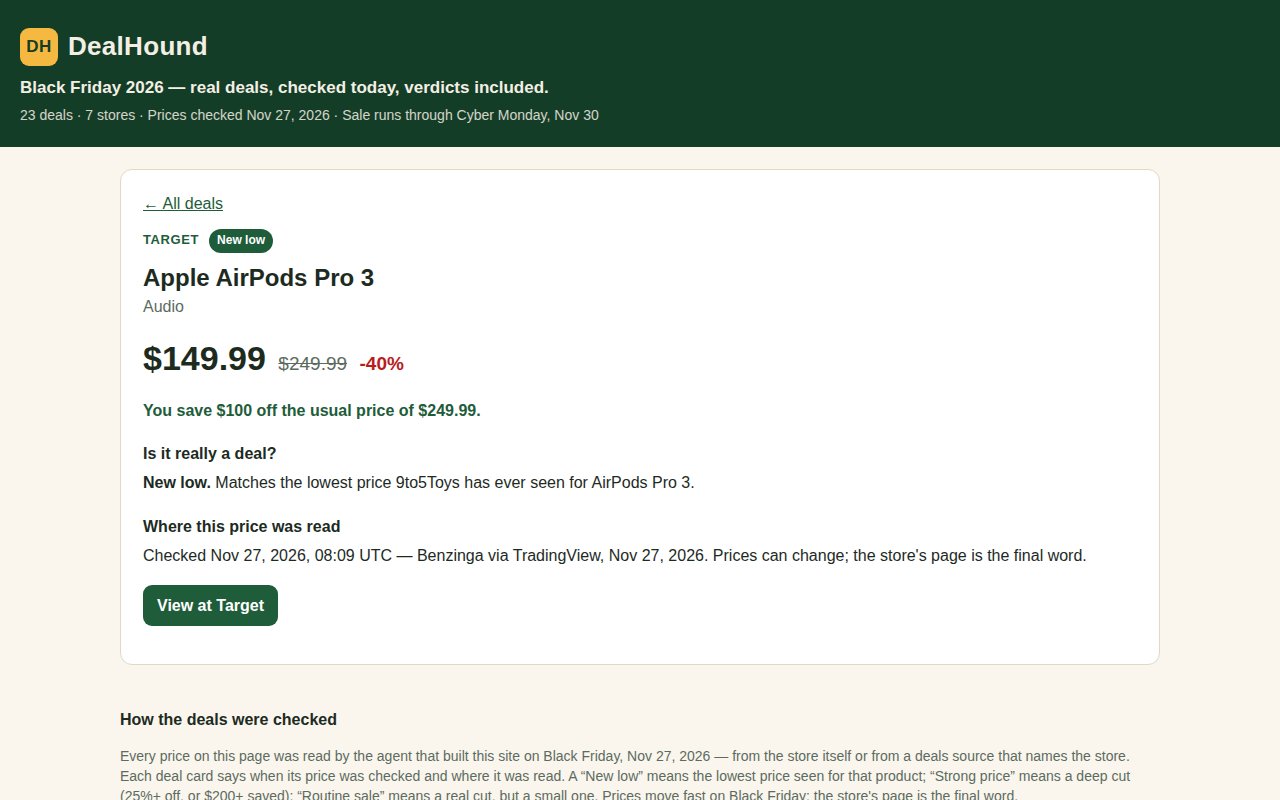 DH DealHound
Black Friday 2026 — real deals, checked today, verdicts included.
23 deals · 7 stores · Prices checked Nov 27, 2026 · Sale runs through Cyber Monday, Nov 30
← All deals
TARGET New low
Apple AirPods Pro 3
Audio
$149.99 $249.99 -40%
You save $100 off the usual price of $249.99.
Is it really a deal?
New low. Matches the lowest price 9to5Toys has ever seen for AirPods Pro 3.
Where this price was read
Checked Nov 27, 2026, 08:09 UTC — Benzinga via TradingView, Nov 27, 2026. Prices can change; the store's page is the final word.
View at Target
How the deals were checked
Every price on this page was read by the agent that built this site on Black Friday, Nov 27, 2026 — from the store itself or from a deals source that names the store.
Each deal card says when its price was checked and where it was read. A “New low” means the lowest price seen for that product; “Strong price” means a deep cut
(25%+ off, or $200+ saved); “Routine sale” means a real cut, but a small one. Prices move fast on Black Friday; the store's page is the final word.